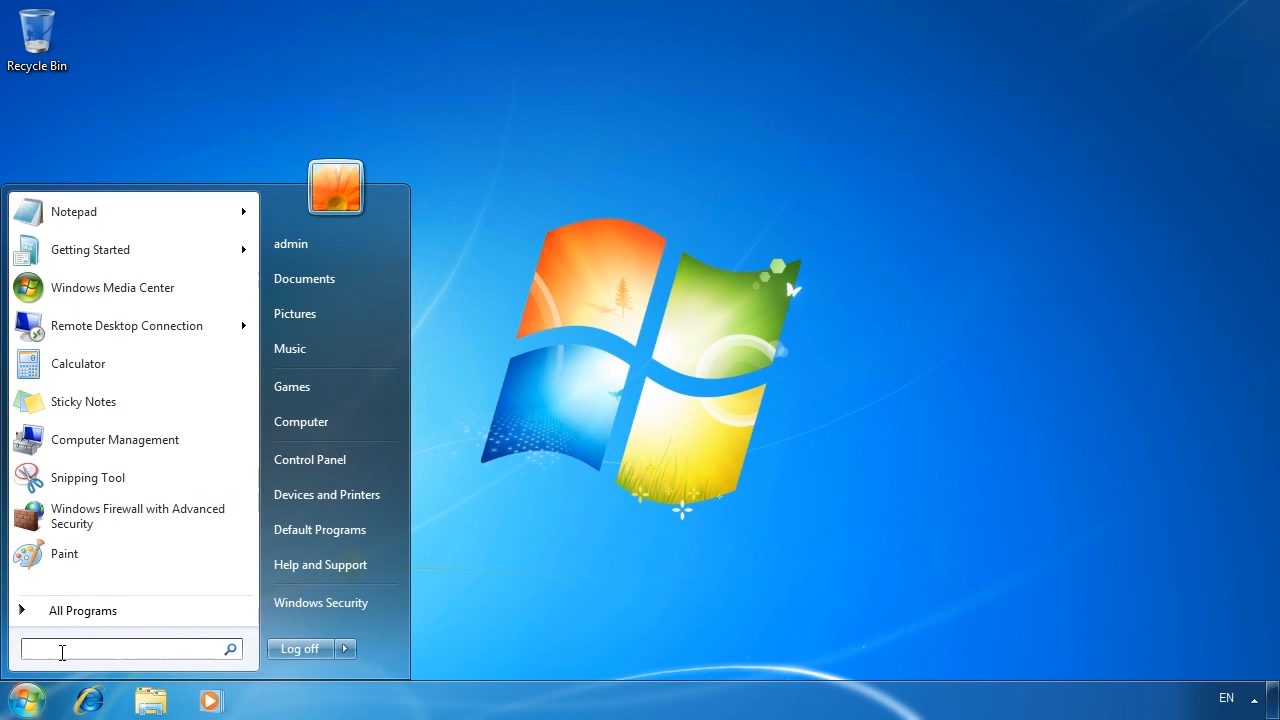 Recycle Bin
Notepad
Getting Started
Windows Media Center
Remote Desktop Connection
Calculator
Sticky Notes
Computer Management
Snipping Tool
Windows Firewall with Advanced
Security
Paint
All Programs
admin
Documents
Pictures
Music
Games
Computer
Control Panel
Devices and Printers
Default Programs
Help and Support
Windows Security
Log off
EN